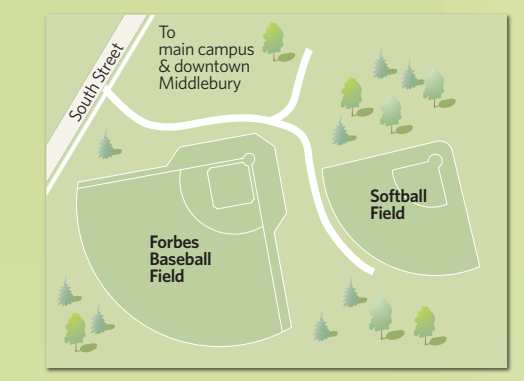 South Street
To
main campus
& downtown
Middlebury
Softball
Field
Forbes
Baseball
Field